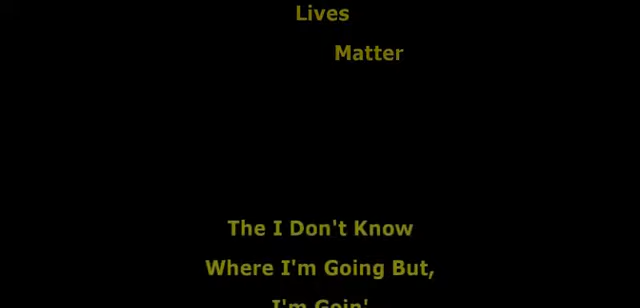 Lives
Matter
The I Don't Know
Where I'm Going But,
I'm Goin'